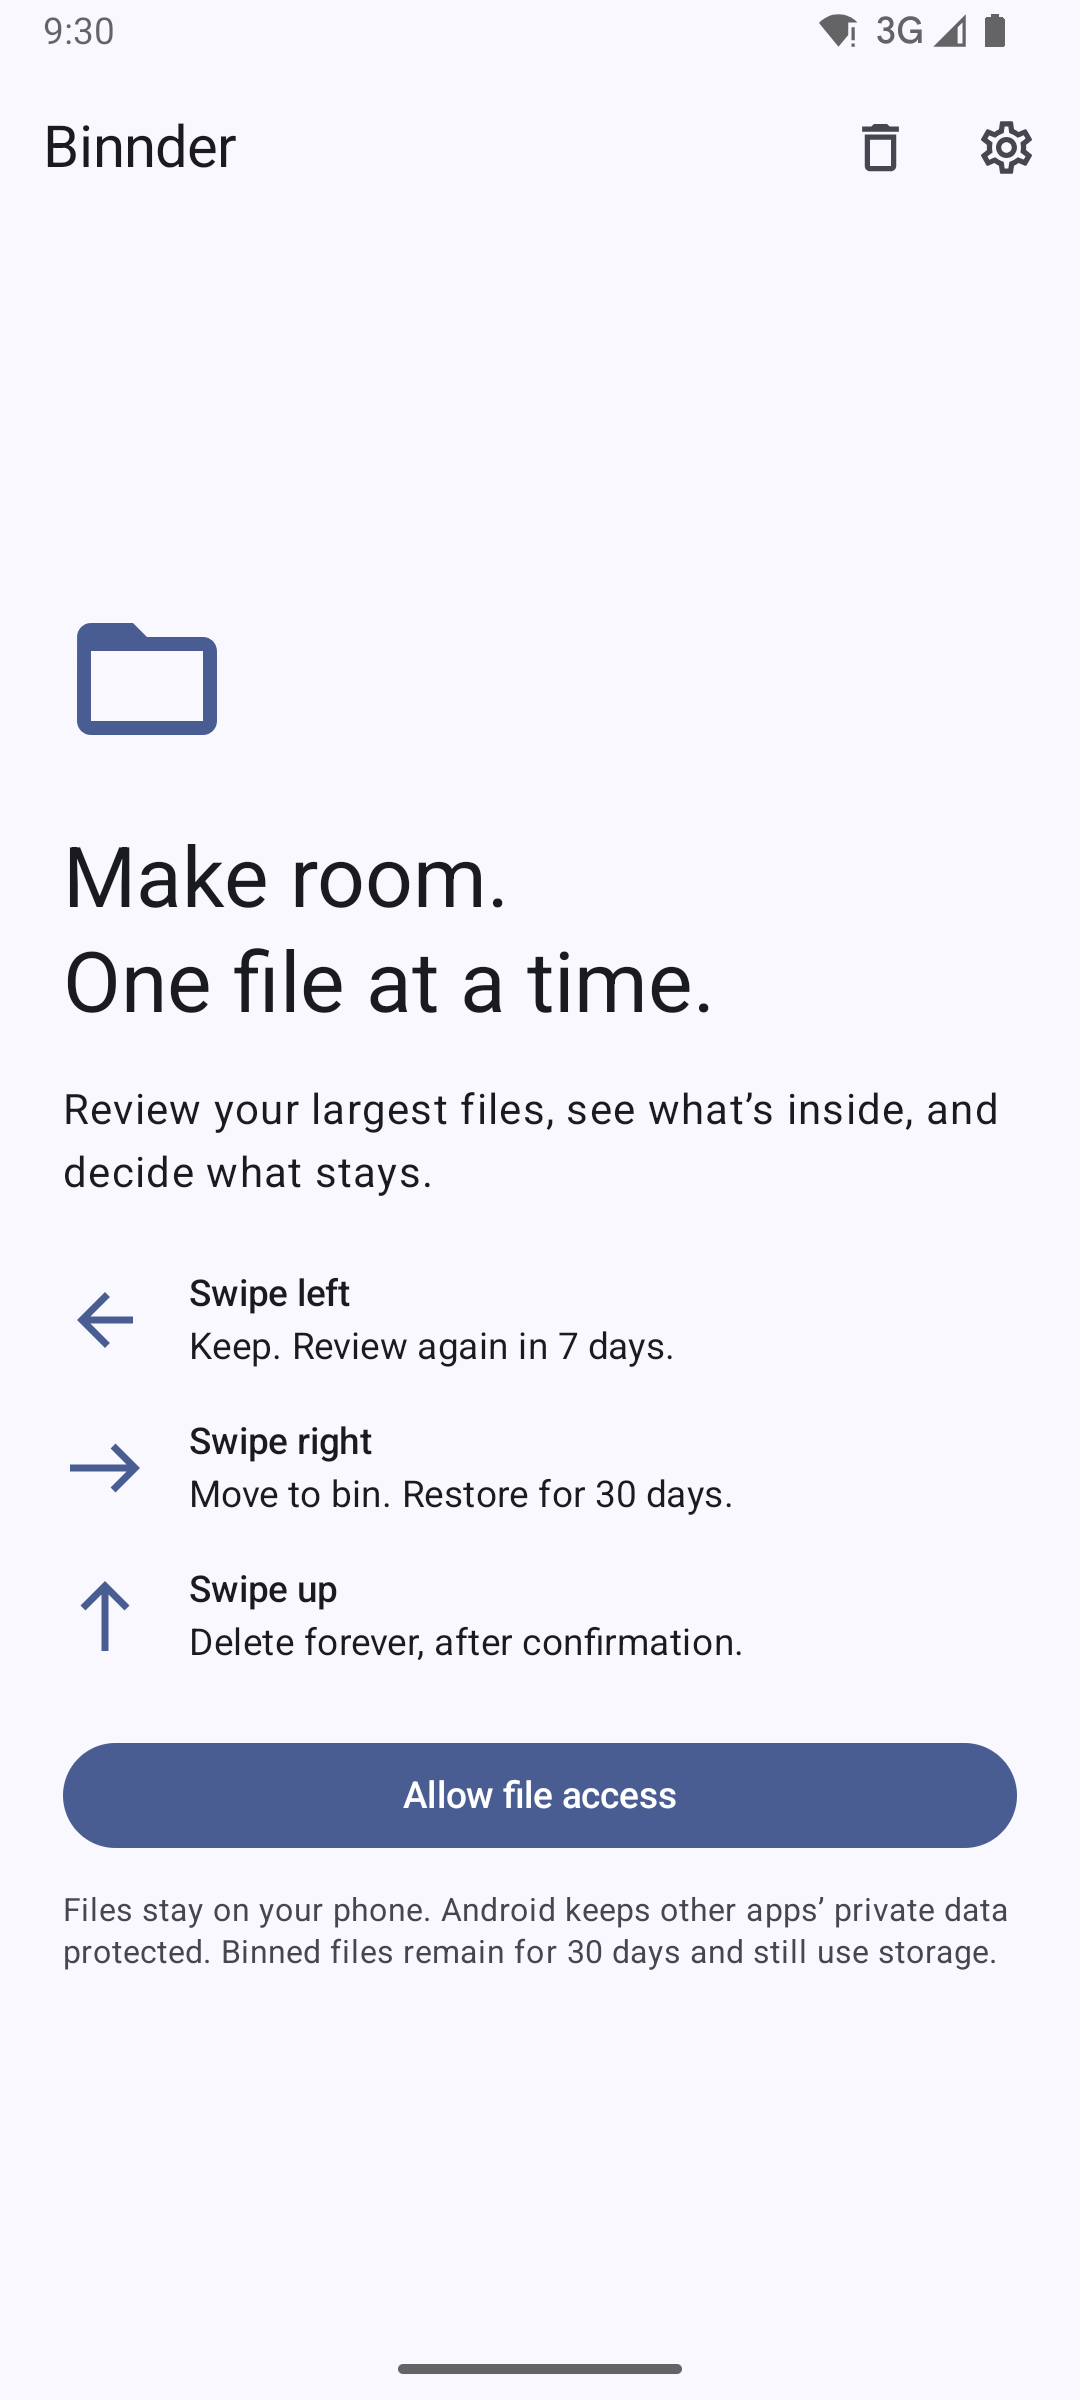 9:30
3G
Binnder
Make room.
One file at a time.
Review your largest files, see what’s inside, and
decide what stays.
Swipe left
Keep. Review again in 7 days.
Swipe right
Move to bin. Restore for 30 days.
Swipe up
Delete forever, after confirmation.
Allow file access
Files stay on your phone. Android keeps other apps’ private data
protected. Binned files remain for 30 days and still use storage.